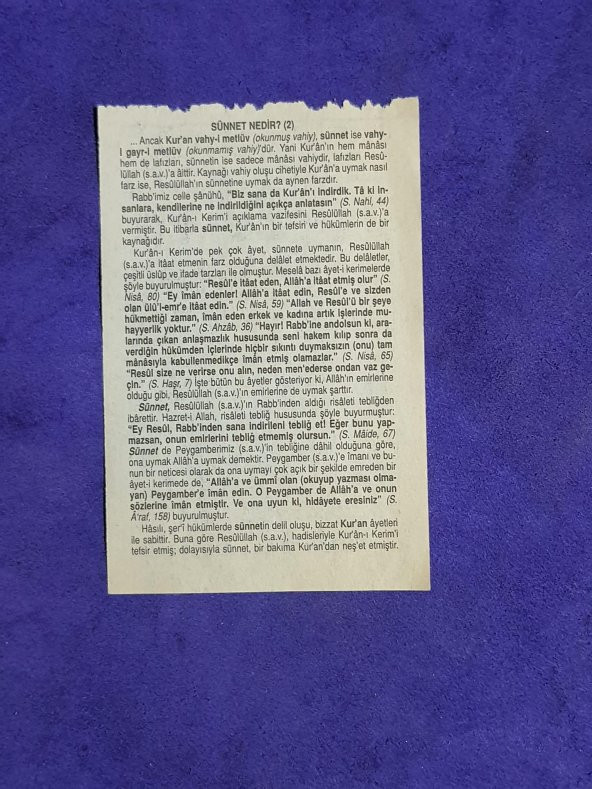 SÜNNET NEDİR? (2)
... Ancak Kur'an vahy-i metlüv (okunmuş vahiy), sünnet ise vahy-
i gayr-i metlüv (okunmamış vahiy)'dür. Yani Kur'ân'ın hem mânâsı
hem de lafızları, sünnetin ise sadece mânâsı vahiydir, lafızları Resû-
lüllah (s.a.v.)'a âittir. Kaynağı vahiy oluşu cihetiyle Kur'ân'a uymak nasıl
farz ise, Resûlüllah'ın sünnetine uymak da aynen farzdır.
Rabb'imiz celle şânühû, "Biz sana da Kur'ân'ı indirdik. Tâ ki in-
sanlara, kendilerine ne indirildiğini açıkça anlatasın" (S. Nahl, 44)
buyurarak, Kur'ân-ı Kerim'i açıklama vazifesini Resûlüllah (s.a.v.)'a
vermiştir. Bu itibarla sünnet, Kur'ân'ın bir tefsiri ve hükümlerin de bir
kaynağıdır.
Kur'ân-ı Kerim'de pek çok âyet, sünnete uymanın, Resûlüllah
(s.a.v.)'a itâat etmenin farz olduğuna delâlet etmektedir. Bu delâletler,
çeşitli üslûp ve ifade tarzları ile olmuştur. Meselâ bazı âyet-i kerimelerde
şöyle buyurulmuştur: "Resûl'e itâat eden, Allâh'a itâat etmiş olur" (S.
Nisâ, 80) "Ey îmân edenler! Allâh'a itâat edin, Resûl'e ve sizden
olan ülü'l-emr'e itâat edin." (S. Nisâ, 59) "Allah ve Resûl'ü bir şeye
hükmettiği zaman, îmân eden erkek ve kadına artık işlerinde mu-
hayyerlik yoktur." (S. Ahzâb, 36) "Hayır! Rabb'ine andolsun ki, ara-
larında çıkan anlaşmazlık hususunda seni hakem kılıp sonra da
verdiğin hükümden içlerinde hiçbir sıkıntı duymaksızın (onu) tam
mânâsıyla kabullenmedikçe îmân etmiş olamazlar." (S. Nisâ, 65)
"Resûl size ne verirse onu alın, neden men'ederse ondan vaz ge-
çin." (S. Haşr, 7) İşte bütün bu âyetler gösteriyor ki, Allâh'ın emirlerine
olduğu gibi, Resûlüllah (s.a.v.)'ın emirlerine de uymak şarttır.
Sünnet, Resûlüllah (s.a.v.)'ın Rabb'inden aldığı risâleti tebliğden
ibârettir. Hazret-i Allah, risâleti tebliğ hususunda şöyle buyurmuştur:
"Ey Resûl, Rabb'inden sana indirileni tebliğ et! Eğer bunu yap-
mazsan, onun emirlerini tebliğ etmemiş olursun." (S. Mâide, 67)
Sünnet de Peygamberimiz (s.a.v.)'in tebliğine dâhil olduğuna göre,
ona uymak Allâh'a uymak demektir. Peygamber (s.a.v.)'e îmânı ve bu-
nun bir neticesi olarak da ona uymayı çok açık bir şekilde emreden bir
âyet-i kerimede de, "Allâh'a ve ümmî olan (okuyup yazması olma-
yan) Peygamber'e îmân edin. O Peygamber de Allâh'a ve onun
sözlerine îmân etmiştir. Ve ona uyun ki, hidâyete eresiniz" (S.
A'raf, 158) buyurulmuştur.
Hâsılı, şer'î hükümlerde sünnetin delil oluşu, bizzat Kur'an âyetleri
ile sabittir. Buna göre Resûlüllah (s.a.v.), hadisleriyle Kur'ân-ı Kerim'i
tefsir etmiş; dolayısıyla sünnet, bir bakıma Kur'an'dan neş'et etmiştir.